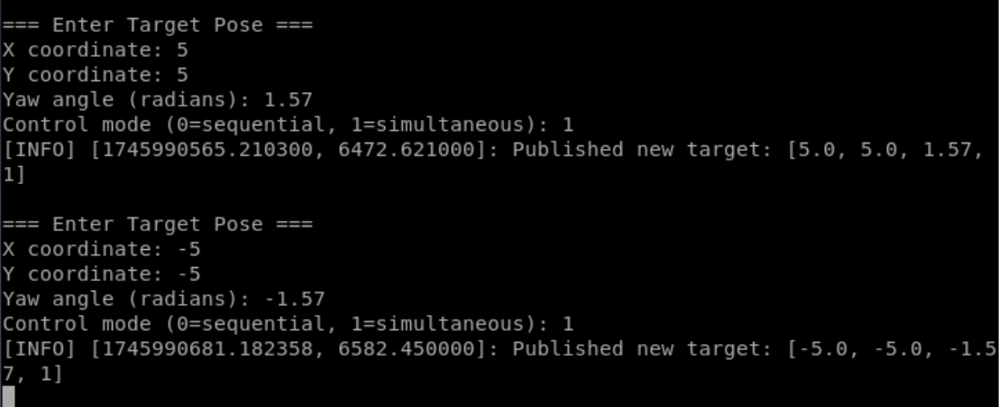 === Enter Target Pose ===
X coordinate: 5
Y coordinate: 5
Yaw angle (radians): 1.57
Control mode (0=sequential, 1=simultaneous): 1
[INFO] [1745990565.210300, 6472.621000]: Published new target: [5.0, 5.0, 1.57,
1]
=== Enter Target Pose ===
X coordinate: -5
Y coordinate: -5
Yaw angle (radians): -1.57
Control mode (0=sequential, 1=simultaneous): 1
[INFO] [1745990681.182358, 6582.450000]: Published new target: [-5.0, -5.0, -1.5
7, 1]